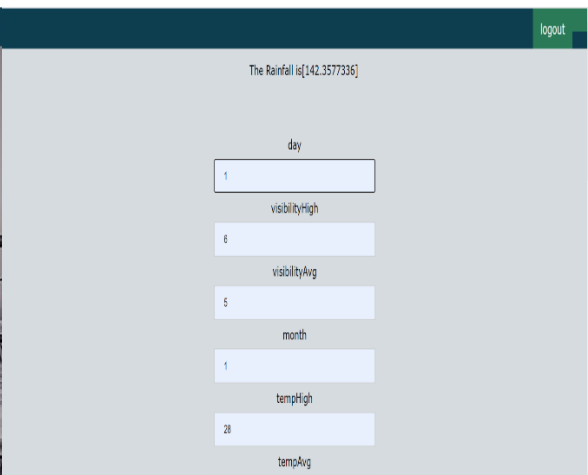 logout
The Rainfall is[142.3577336]
day
1
visibilityHigh
6
visibilityAvg
5
month
1
tempHigh
28
tempAvg